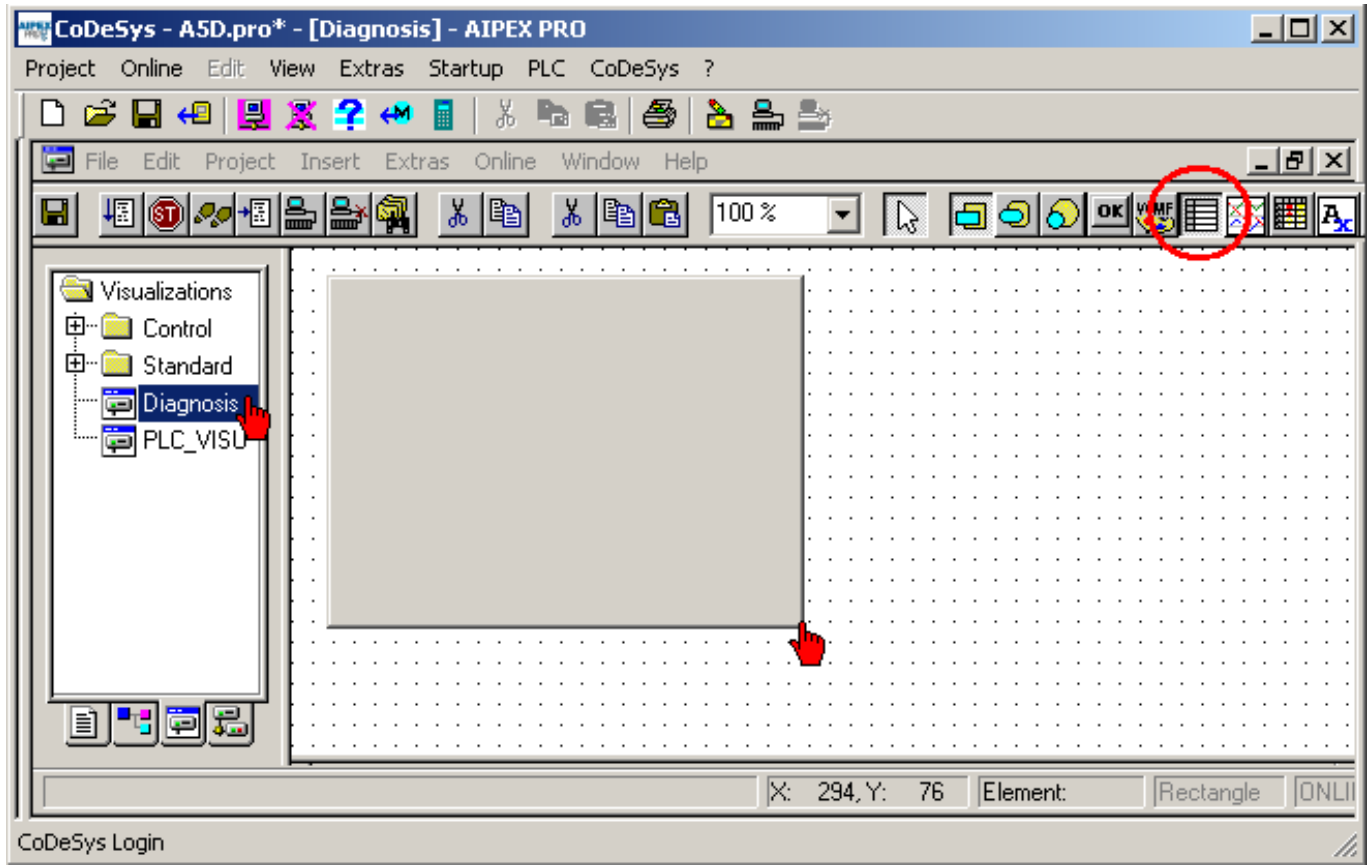 CoDeSys - A5D.pro* - [Diagnosis] - AIPEX PRO
Project Online Edit View Extras Startup PLC CoDeSys ?
File Edit Project Insert Extras Online Window Help
ST 100 % OK
Visualizations
Control
Standard
Diagnosis
PLC_VISU
X: 294, Y: 76 Element: Rectangle
CoDeSys Login